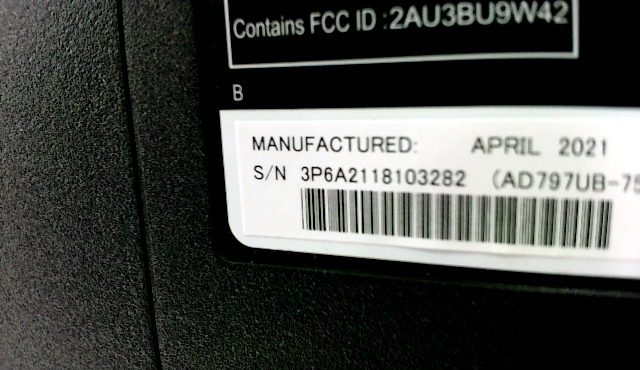 Contains FCC ID : 2AU3BU9W42
B
MANUFACTURED: APRIL 2021
S/N 3P6A2118103282 (AD797UB-75